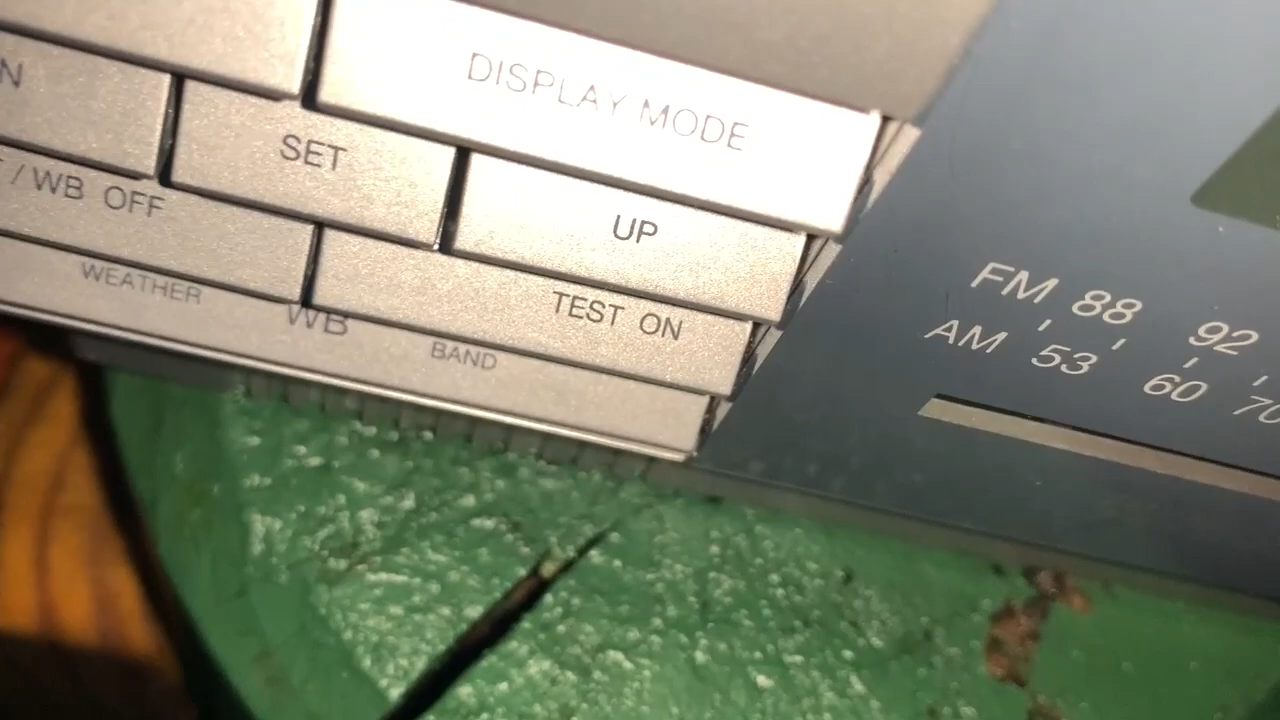 DISPLAY MODE
N
SET
UP
/ WB OFF
TEST ON
WEATHER
WB
BAND
FM 88 92
AM 53 60 70